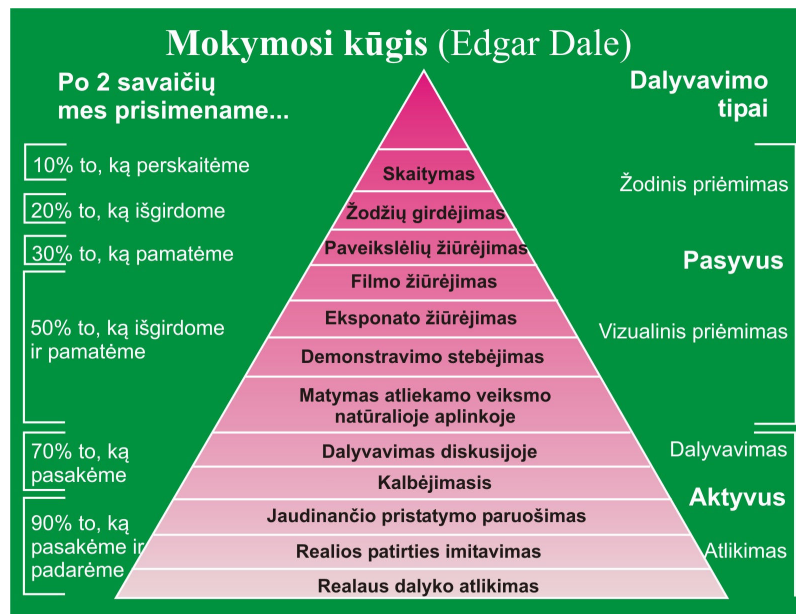 Mokymosi kūgis (Edgar Dale)
Po 2 savaičių
mes prisimename...
10% to, ką perskaitėme
20% to, ką išgirdome
30% to, ką pamatėme
50% to, ką išgirdome
ir pamatėme
70% to, ką
pasakėme
90% to, ką
pasakėme ir
padarėme
Skaitymas
Žodžių girdėjimas
Paveikslėlių žiūrėjimas
Filmo žiūrėjimas
Eksponato žiūrėjimas
Demonstravimo stebėjimas
Matymas atliekamo veiksmo
natūralioje aplinkoje
Dalyvavimas diskusijoje
Kalbėjimasis
Jaudinančio pristatymo paruošimas
Realios patirties imitavimas
Realaus dalyko atlikimas
Dalyvavimo
tipai
Žodinis priėmimas
Pasyvus
Vizualinis priėmimas
Dalyvavimas
Aktyvus
Atlikimas